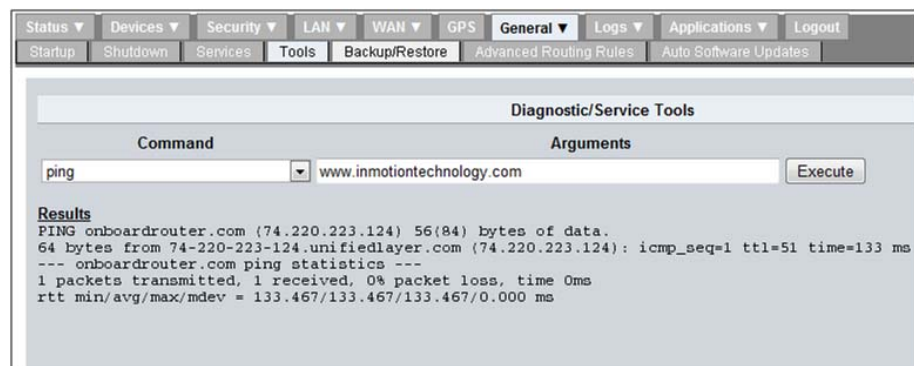 Status ▼ Devices ▼ Security ▼ LAN ▼ WAN ▼ GPS General ▼ Logs ▼ Applications ▼ Logout
Startup Shutdown Services Tools Backup/Restore Advanced Routing Rules Auto Software Updates
Diagnostic/Service Tools
Command Arguments
ping www.inmotiontechnology.com Execute
Results
PING onboardrouter.com (74.220.223.124) 56(84) bytes of data.
64 bytes from 74-220-223-124.unifiedlayer.com (74.220.223.124): icmp_seq=1 ttl=51 time=133 ms
--- onboardrouter.com ping statistics ---
1 packets transmitted, 1 received, 0% packet loss, time 0ms
rtt min/avg/max/mdev = 133.467/133.467/133.467/0.000 ms